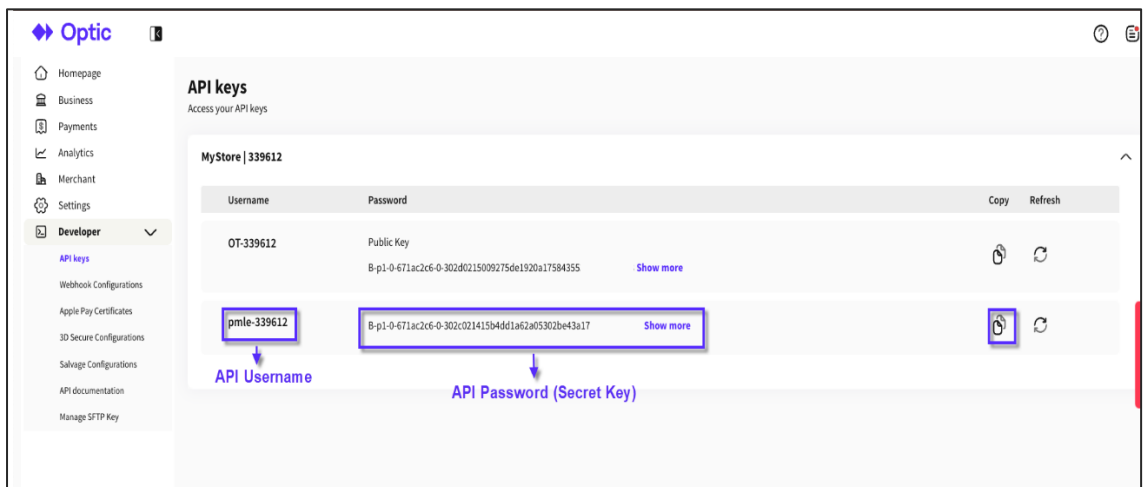 Optic
Homepage
Business
Payments
Analytics
Merchant
Settings
Developer
API keys
Webhook Configurations
Apple Pay Certificates
3D Secure Configurations
Salvage Configurations
API documentation
Manage SFTP Key
API keys
Access your API keys
MyStore | 339612
Username Password Copy Refresh
OT-339612 Public Key
B-p1-0-671ac2c6-0-302d0215009275de1920a17584355 Show more
pmle-339612 B-p1-0-671ac2c6-0-302c021415b4dd1a62a05302be43a17 Show more
API Username
API Password (Secret Key)